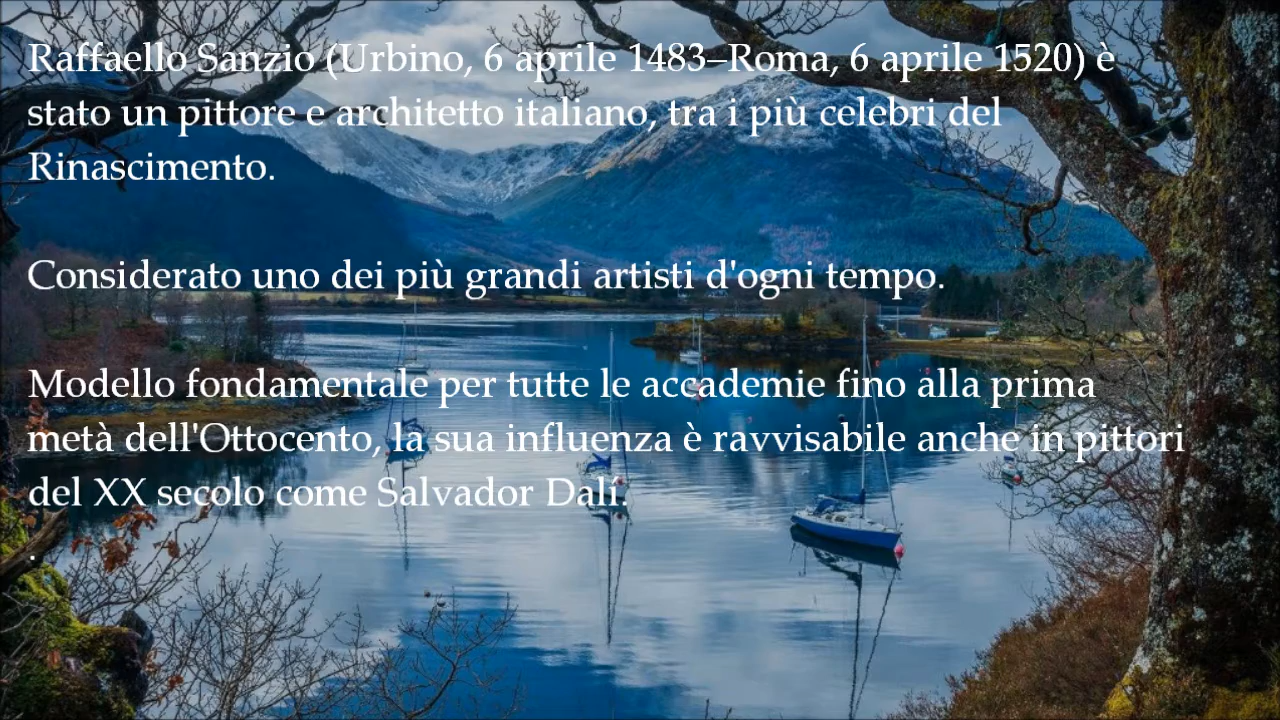 Raffaello Sanzio (Urbino, 6 aprile 1483–Roma, 6 aprile 1520) è
stato un pittore e architetto italiano, tra i più celebri del
Rinascimento.
Considerato uno dei più grandi artisti d'ogni tempo.
Modello fondamentale per tutte le accademie fino alla prima
metà dell'Ottocento, la sua influenza è ravvisabile anche in pittori
del XX secolo come Salvador Dalí.
.